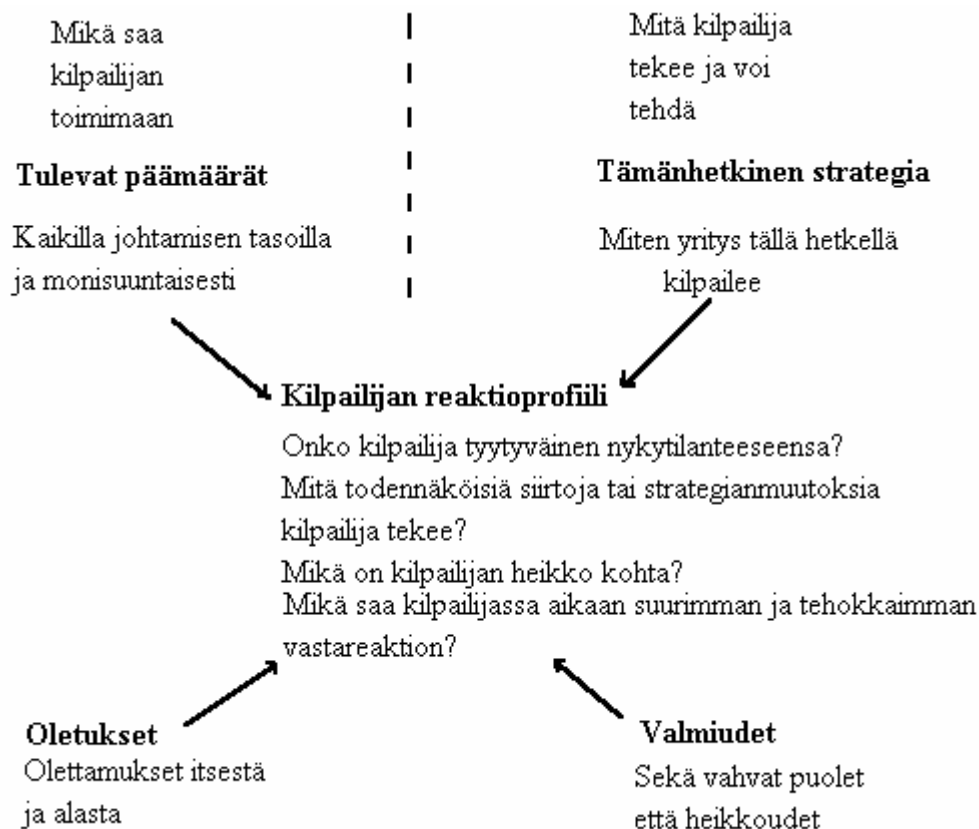 Mikä saa
kilpailijan
toimimaan
Mitä kilpailija
tekee ja voi
tehdä
Tulevat päämäärät
Tämänhetkinen strategia
Kaikilla johtamisen tasoilla
ja monisuuntaisesti
Miten yritys tällä hetkellä
kilpailee
Kilpailijan reaktioprofiili
Onko kilpailija tyytyväinen nykytilanteeseensa?
Mitä todennäköisiä siirtoja tai strategianmuutoksia
kilpailija tekee?
Mikä on kilpailijan heikko kohta?
Mikä saa kilpailijassa aikaan suurimman ja tehokkaimman
vastareaktion?
Oletukset
Olettamukset itsestä
ja alasta
Valmiudet
Sekä vahvat puolet
että heikkoudet